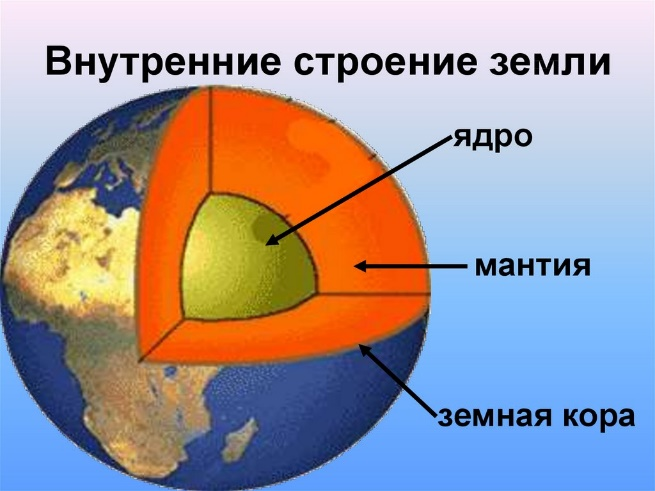 Внутренние строение земли
ядро
мантия
земная кора